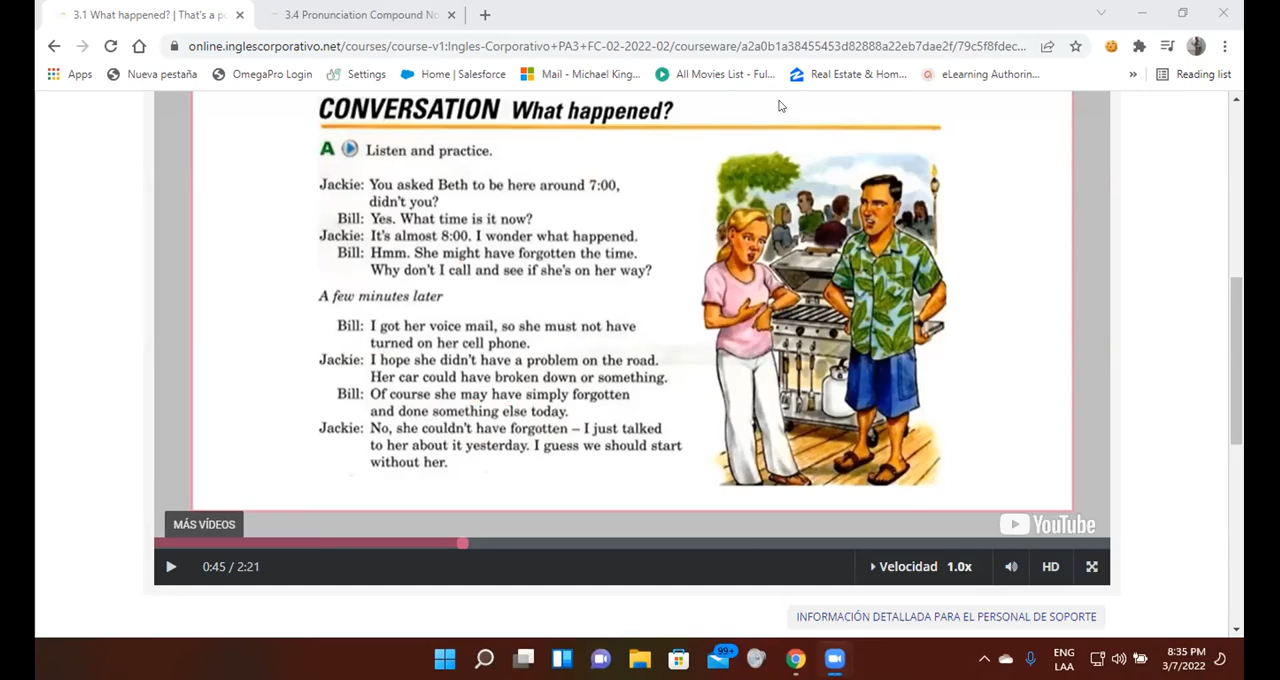 3.1 What happened? | That's a pu
3.4 Pronunciation Compound No
online.inglescorporativo.net/courses/course-v1:Ingles-Corporativo+PA3+FC-02-2022-02/courseware/a2a0b1a38455453d82888a22eb7dae2f/79c5f8fdec...
Apps
Nueva pestaña
OmegaPro Login
Settings
Home | Salesforce
Mail - Michael King...
All Movies List - Ful...
Real Estate & Hom...
eLearning Authorin...
»
Reading list
CONVERSATION What happened?
A Listen and practice.
Jackie: You asked Beth to be here around 7:00,
didn't you?
Bill: Yes. What time is it now?
Jackie: It's almost 8:00. I wonder what happened.
Bill: Hmm. She might have forgotten the time.
Why don't I call and see if she's on her way?
A few minutes later
Bill: I got her voice mail, so she must not have
turned on her cell phone.
Jackie: I hope she didn't have a problem on the road.
Her car could have broken down or something.
Bill: Of course she may have simply forgotten
and done something else today.
Jackie: No, she couldn't have forgotten – I just talked
to her about it yesterday. I guess we should start
without her.
MÁS VÍDEOS
YouTube
0:45 / 2:21
Velocidad 1.0x
HD
INFORMACIÓN DETALLADA PARA EL PERSONAL DE SOPORTE
99+
ENG
LAA
8:35 PM
3/7/2022